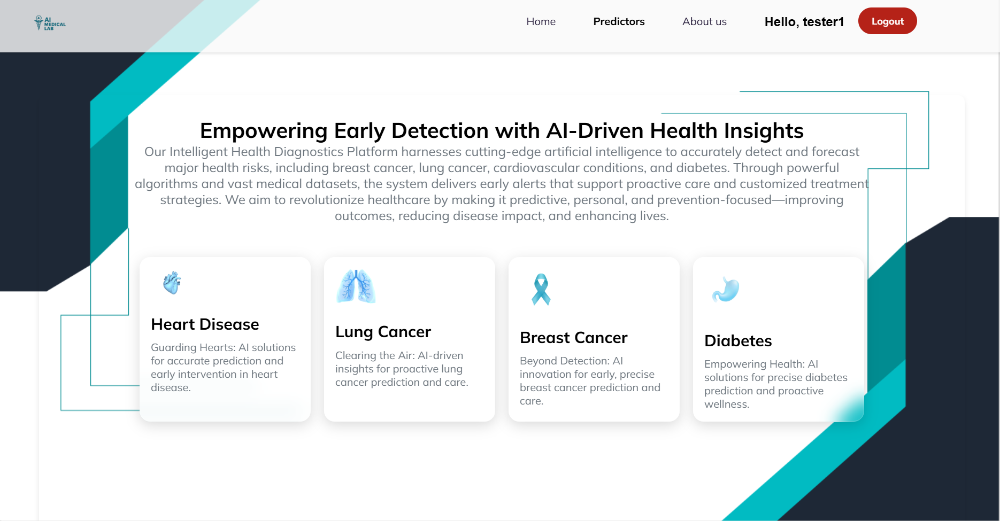 AI
MEDICAL
LAB
Home Predictors About us Hello, tester1 Logout
Empowering Early Detection with AI-Driven Health Insights
Our Intelligent Health Diagnostics Platform harnesses cutting-edge artificial intelligence to accurately detect and forecast
major health risks, including breast cancer, lung cancer, cardiovascular conditions, and diabetes. Through powerful
algorithms and vast medical datasets, the system delivers early alerts that support proactive care and customized treatment
strategies. We aim to revolutionize healthcare by making it predictive, personal, and prevention-focused—improving
outcomes, reducing disease impact, and enhancing lives.
Heart Disease
Guarding Hearts: AI solutions
for accurate prediction and
early intervention in heart
disease.
Lung Cancer
Clearing the Air: AI-driven
insights for proactive lung
cancer prediction and care.
Breast Cancer
Beyond Detection: AI
innovation for early, precise
breast cancer prediction and
care.
Diabetes
Empowering Health: AI
solutions for precise diabetes
prediction and proactive
wellness.